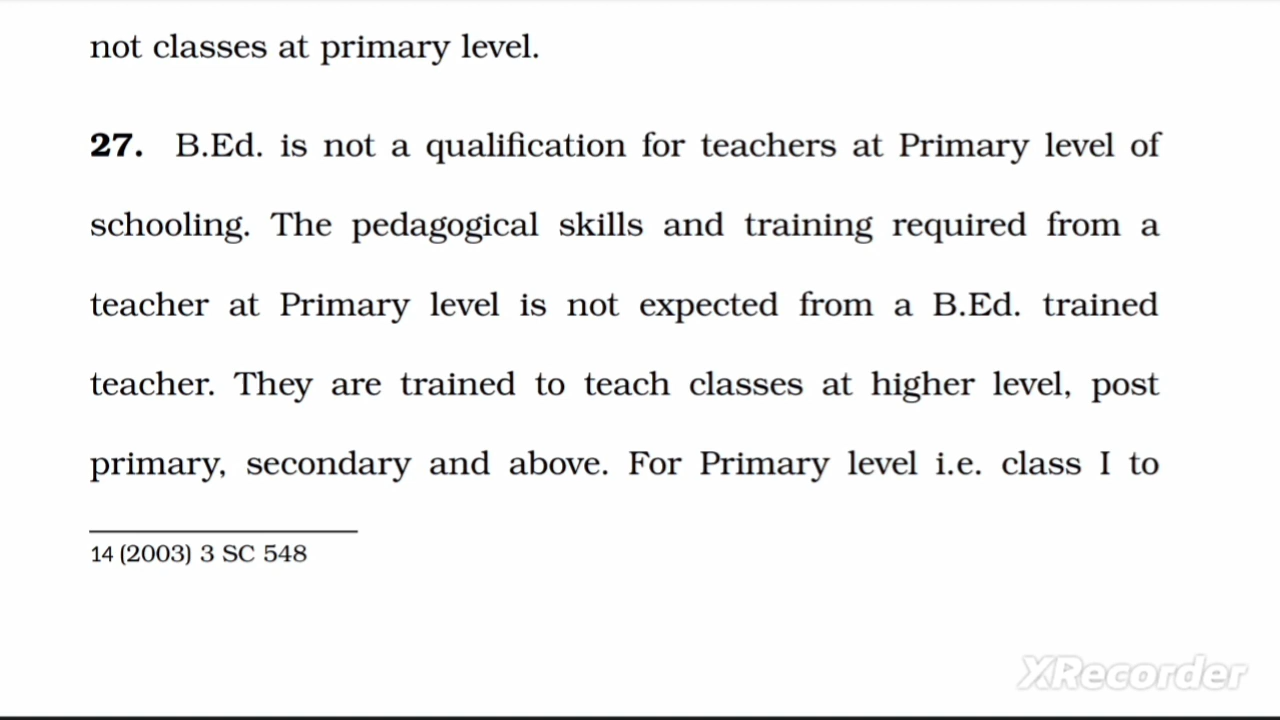 not classes at primary level.
27. B.Ed. is not a qualification for teachers at Primary level of
schooling. The pedagogical skills and training required from a
teacher at Primary level is not expected from a B.Ed. trained
teacher. They are trained to teach classes at higher level, post
primary, secondary and above. For Primary level i.e. class I to
14 (2003) 3 SC 548
XRecorder